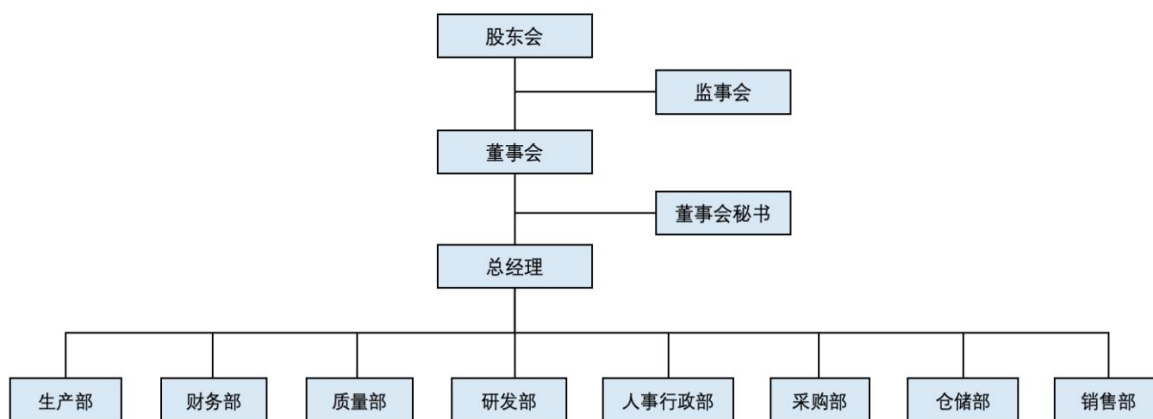 股东会
监事会
董事会
董事会秘书
总经理
生产部
财务部
质量部
研发部
人事行政部
采购部
仓储部
销售部